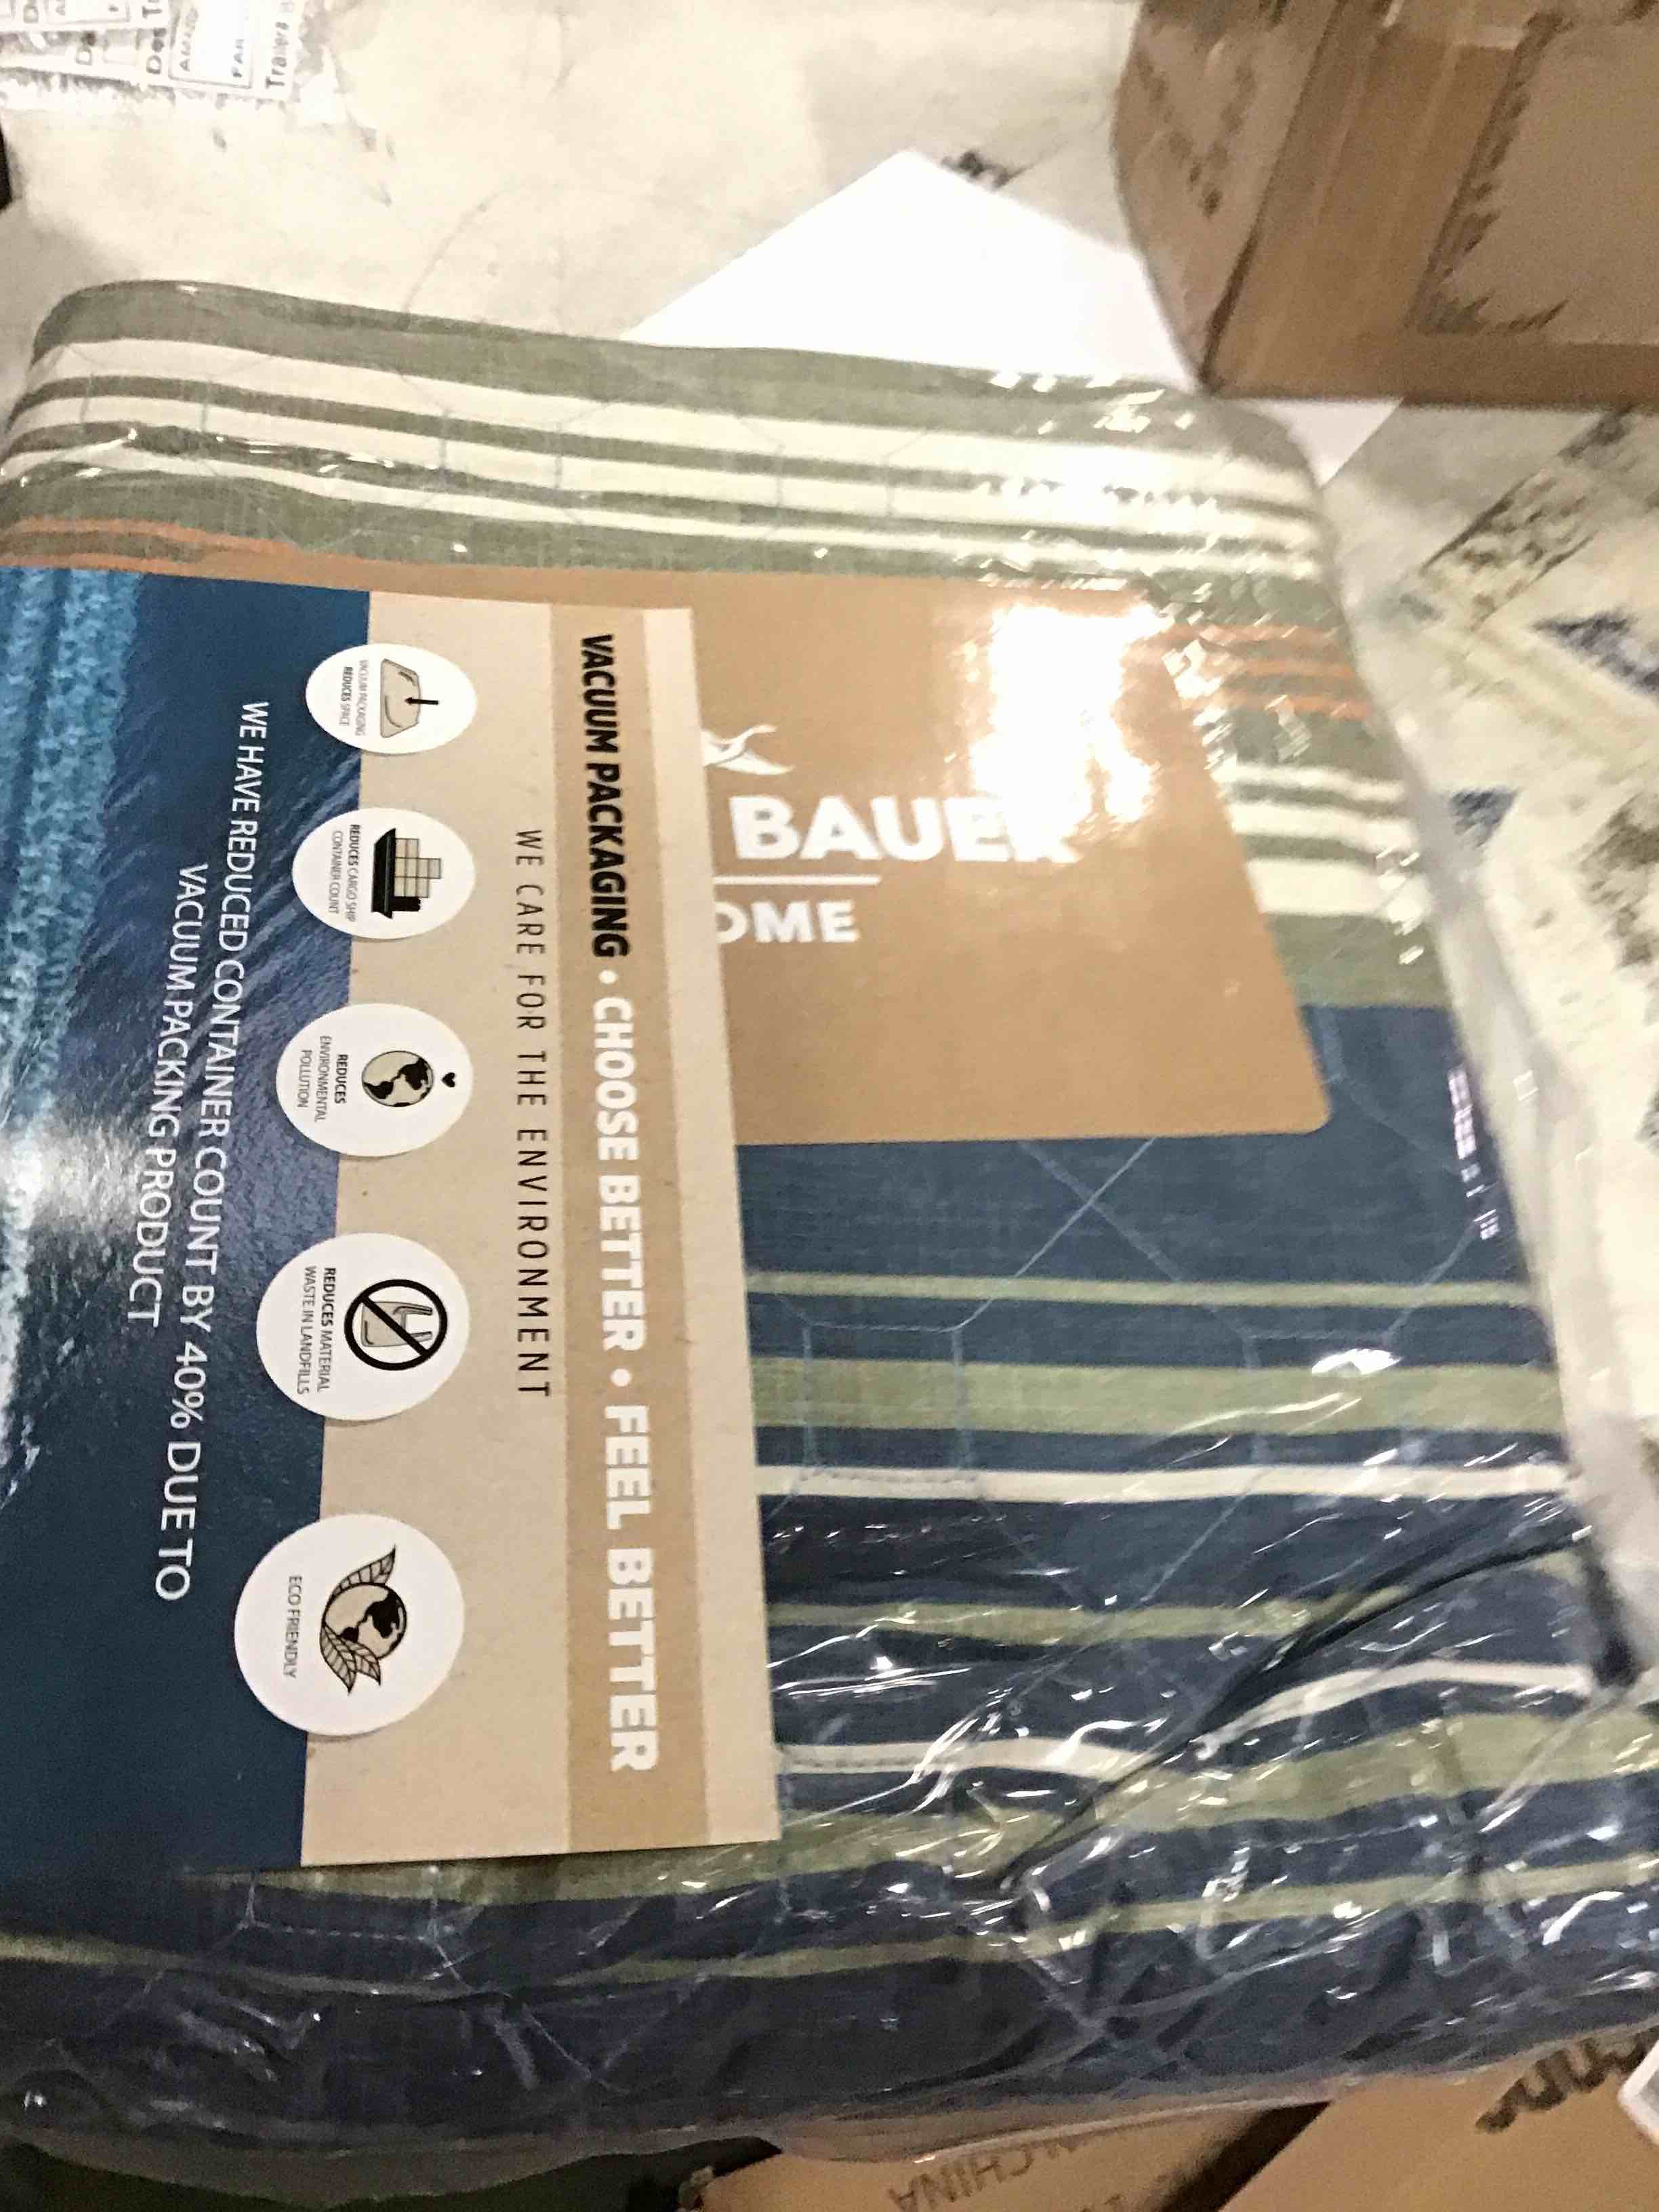 BAUER
OME
VACUUM PACKAGING • CHOOSE BETTER • FEEL BETTER
WE CARE FOR THE ENVIRONMENT
VACUUM PACKAGING
REDUCES SPACE
REDUCES CARGO SHIP
CONTAINER COUNT
REDUCES
ENVIRONMENTAL
POLLUTION
REDUCES MATERIAL
WASTE IN LANDFILLS
ECO FRIENDLY
WE HAVE REDUCED CONTAINER COUNT BY 40% DUE TO
VACUUM PACKING PRODUCT
CHINA